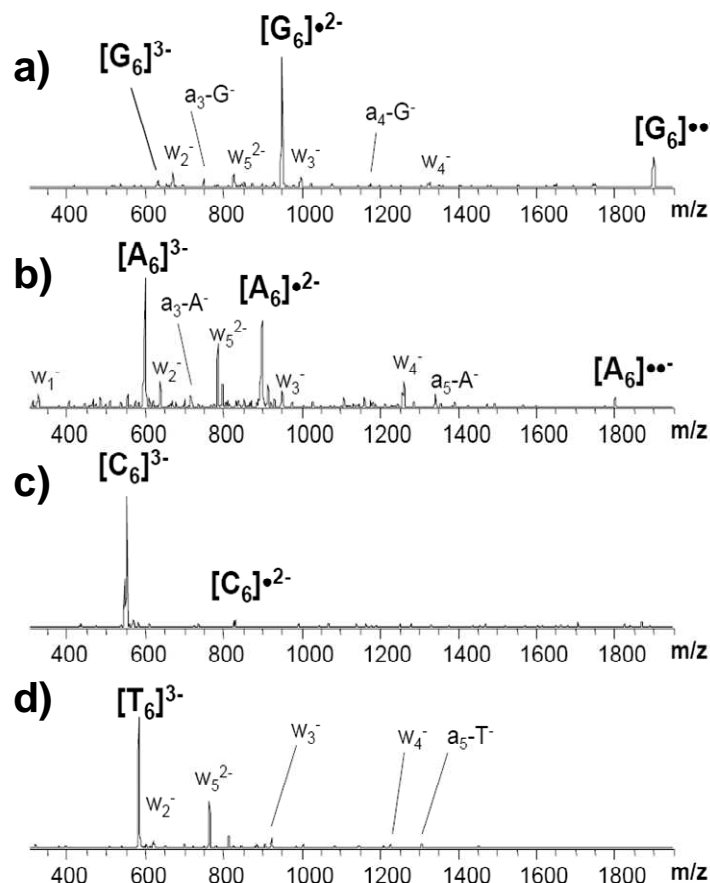 a)
[G₆]³⁻
a₃-G⁻
w₂⁻
w₅²⁻
[G₆]•²⁻
w₃⁻
a₄-G⁻
w₄⁻
[G₆]••
400 600 800 1000 1200 1400 1600 1800 m/z
b)
[A₆]³⁻
w₁⁻
w₂⁻
a₃-A⁻
w₅²⁻
[A₆]•²⁻
w₃⁻
w₄⁻
a₅-A⁻
[A₆]••⁻
400 600 800 1000 1200 1400 1600 1800 m/z
c)
[C₆]³⁻
[C₆]•²⁻
400 600 800 1000 1200 1400 1600 1800 m/z
d)
[T₆]³⁻
w₂⁻
w₅²⁻
w₃⁻
w₄⁻
a₅-T⁻
400 600 800 1000 1200 1400 1600 1800 m/z